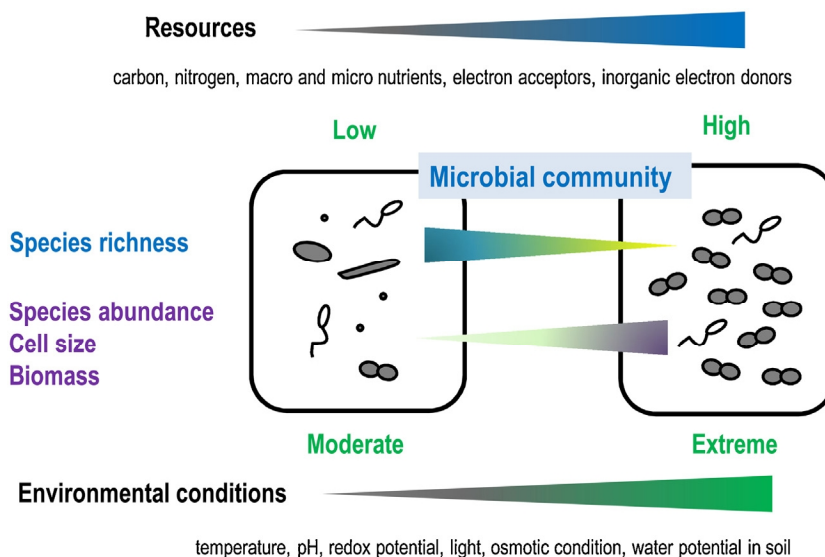 Resources
carbon, nitrogen, macro and micro nutrients, electron acceptors, inorganic electron donors
Low
High
Microbial community
Species richness
Species abundance
Cell size
Biomass
Moderate
Extreme
Environmental conditions
temperature, pH, redox potential, light, osmotic condition, water potential in soil